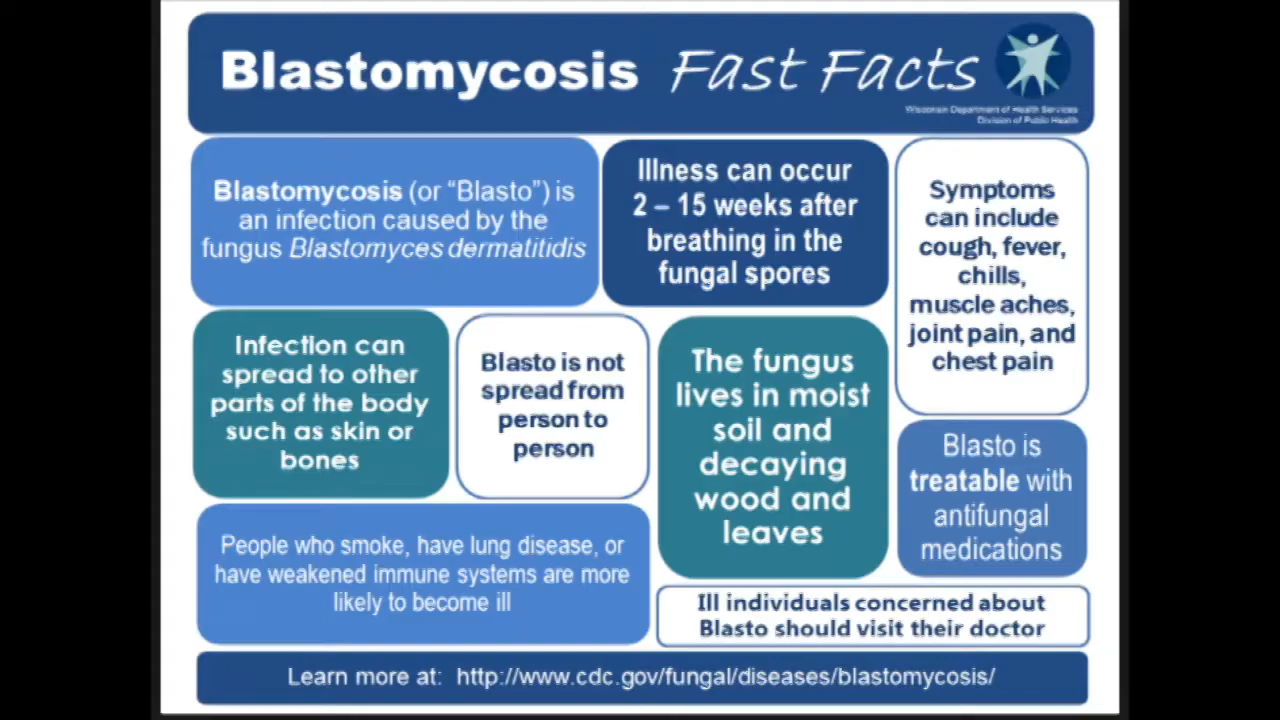 Blastomycosis Fast Facts
Wisconsin Department of Health Services
Division of Public Health
Blastomycosis (or “Blasto”) is
an infection caused by the
fungus Blastomyces dermatitidis
Illness can occur
2 – 15 weeks after
breathing in the
fungal spores
Symptoms
can include
cough, fever,
chills,
muscle aches,
joint pain, and
chest pain
Infection can
spread to other
parts of the body
such as skin or
bones
Blasto is not
spread from
person to
person
The fungus
lives in moist
soil and
decaying
wood and
leaves
Blasto is
treatable with
antifungal
medications
People who smoke, have lung disease, or
have weakened immune systems are more
likely to become ill
Ill individuals concerned about
Blasto should visit their doctor
Learn more at: http://www.cdc.gov/fungal/diseases/blastomycosis/